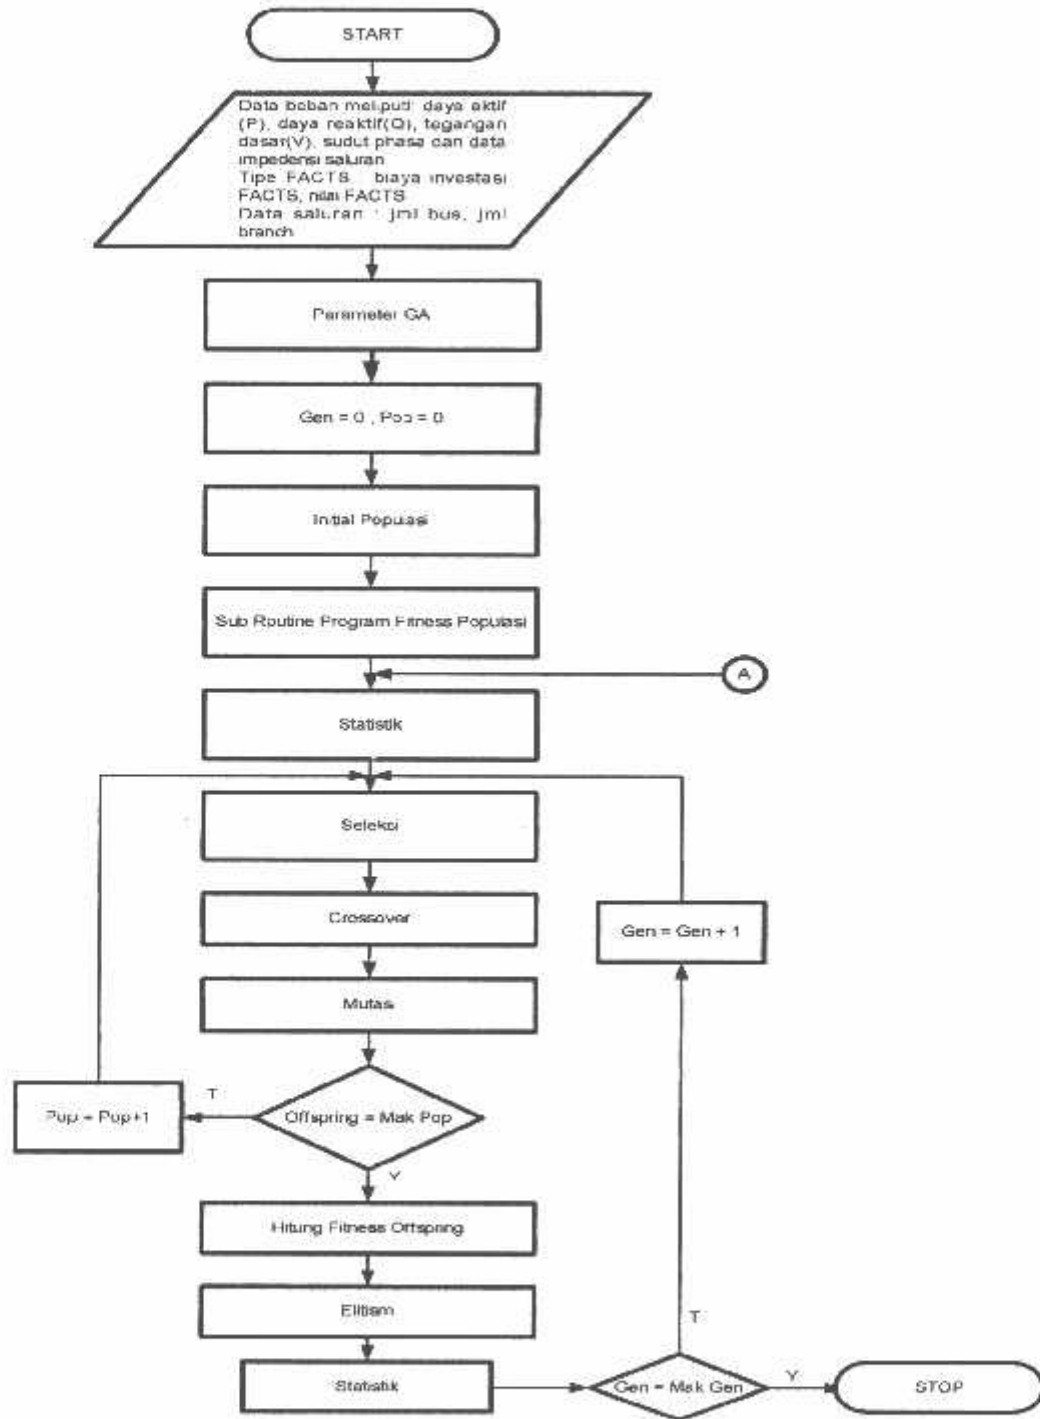 START
Data beban meliputi: daya aktif
(P), daya reaktif(Q), tegangan
dasar(V), sudut phasa dan data
impedensi saluran
Tipe FACTS, biaya investasi
FACTS, nilai FACTS
Data saluran : jml bus, jml
branch
Parameter GA
Gen = 0 , Pop = 0
Initial Populasi
Sub Routine Program Fitness Populasi
A
Statistik
Seleksi
Crossover
Gen = Gen + 1
Mutasi
T
Pop = Pop+1
Offspring = Mak Pop
Y
Hitung Fitness Offspring
Elitism
T
Statistik
Gen = Mak Gen
Y
STOP